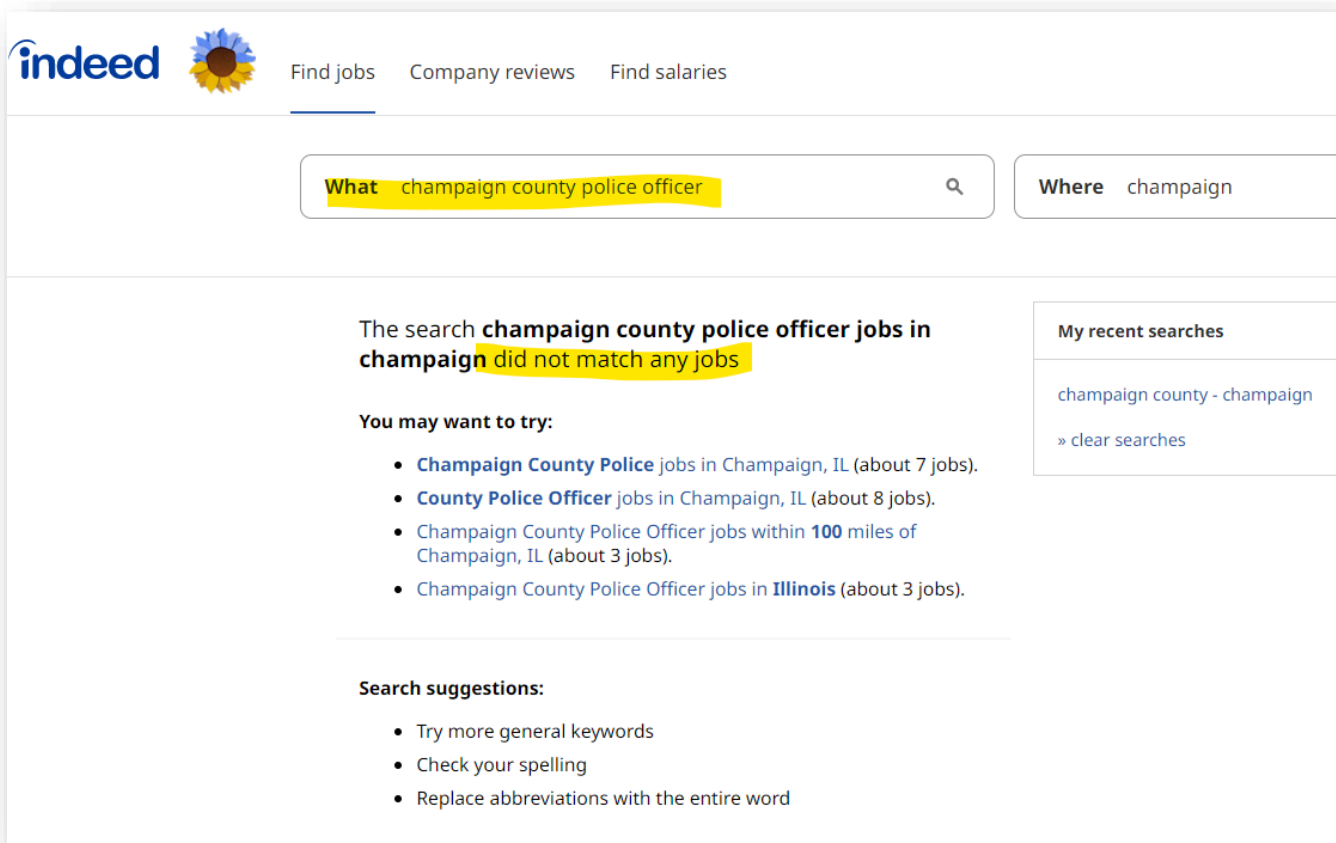 indeed
Find jobs Company reviews Find salaries
What champaign county police officer
Where champaign
The search champaign county police officer jobs in
champaign did not match any jobs
You may want to try:
• Champaign County Police jobs in Champaign, IL (about 7 jobs).
• County Police Officer jobs in Champaign, IL (about 8 jobs).
• Champaign County Police Officer jobs within 100 miles of
Champaign, IL (about 3 jobs).
• Champaign County Police Officer jobs in Illinois (about 3 jobs).
Search suggestions:
• Try more general keywords
• Check your spelling
• Replace abbreviations with the entire word
My recent searches
champaign county - champaign
» clear searches